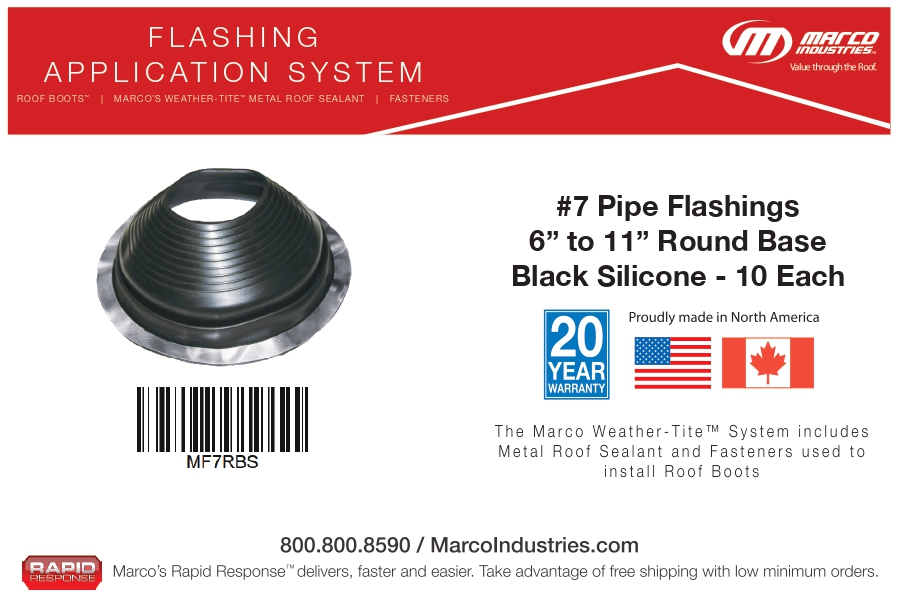 FLASHING
APPLICATION SYSTEM
ROOF BOOTS™ | MARCO'S WEATHER-TITE™ METAL ROOF SEALANT | FASTENERS
MARCO
INDUSTRIES™
Value through the Roof.
#7 Pipe Flashings
6” to 11” Round Base
Black Silicone - 10 Each
20
YEAR
WARRANTY
Proudly made in North America
MF7RBS
The Marco Weather-Tite™ System includes
Metal Roof Sealant and Fasteners used to
install Roof Boots
800.800.8590 / MarcoIndustries.com
RAPID
RESPONSE
Marco’s Rapid Response™ delivers, faster and easier. Take advantage of free shipping with low minimum orders.